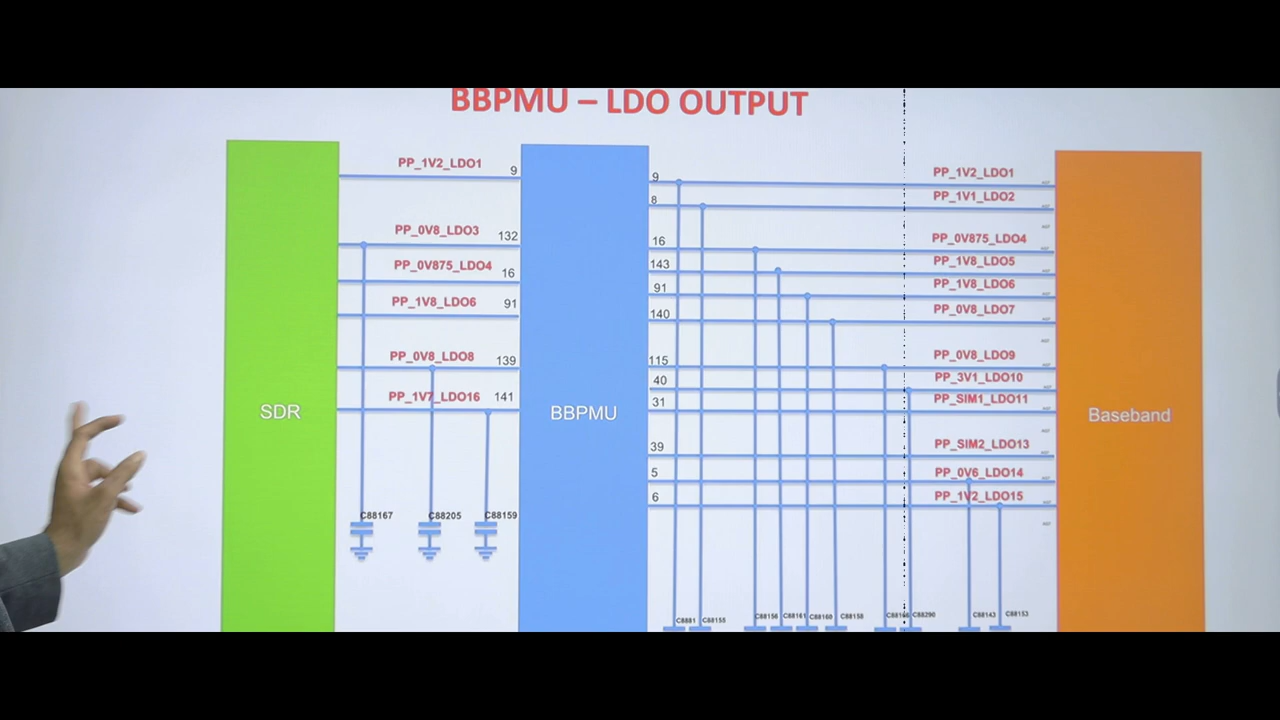 BBPMU – LDO OUTPUT
PP_1V2_LDO1 9
PP_0V8_LDO3 132
PP_0V875_LDO4 16
PP_1V8_LDO6 91
PP_0V8_LDO8 139
PP_1V7_LDO16 141
SDR
C88167 C88205 C88159
BBPMU
9 PP_1V2_LDO1
8 PP_1V1_LDO2
16 PP_0V875_LDO4
143 PP_1V8_LDO5
91 PP_1V8_LDO6
140 PP_0V8_LDO7
115 PP_0V8_LDO9
40 PP_3V1_LDO10
31 PP_SIM1_LDO11
39 PP_SIM2_LDO13
5 PP_0V6_LDO14
6 PP_1V2_LDO15
Baseband
C8881 C88155 C88156 C88161 C88160 C88158 C88290 C88143 C88153